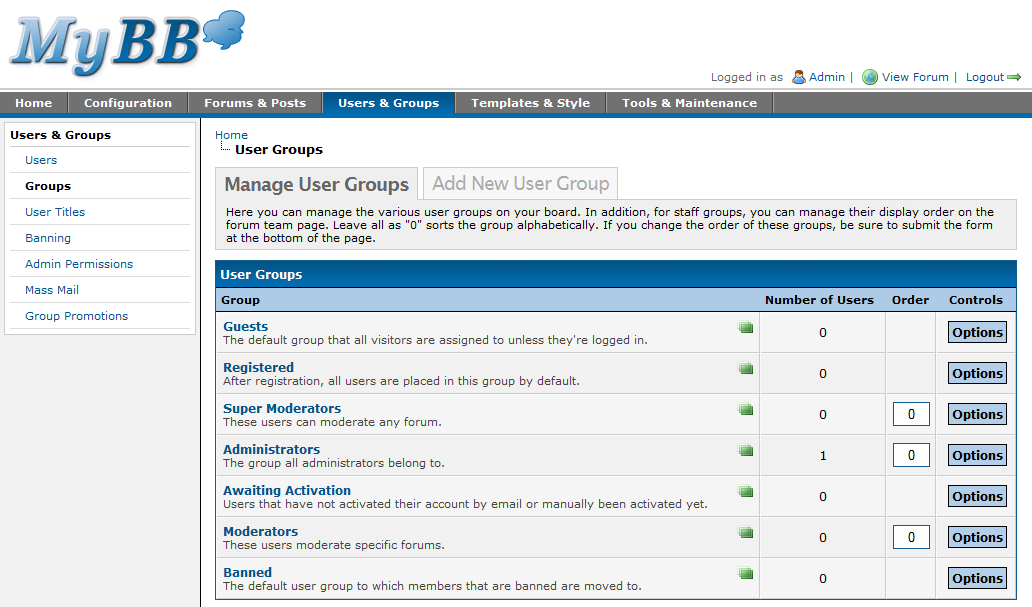 MyBB
Logged in as Admin | View Forum | Logout
Home Configuration Forums & Posts Users & Groups Templates & Style Tools & Maintenance
Users & Groups
Users
Groups
User Titles
Banning
Admin Permissions
Mass Mail
Group Promotions
Home
User Groups
Manage User Groups Add New User Group
Here you can manage the various user groups on your board. In addition, for staff groups, you can manage their display order on the
forum team page. Leave all as "0" sorts the group alphabetically. If you change the order of these groups, be sure to submit the form
at the bottom of the page.
User Groups
Group Number of Users Order Controls
Guests
The default group that all visitors are assigned to unless they're logged in.
0 Options
Registered
After registration, all users are placed in this group by default.
0 Options
Super Moderators
These users can moderate any forum.
0 0 Options
Administrators
The group all administrators belong to.
1 0 Options
Awaiting Activation
Users that have not activated their account by email or manually been activated yet.
0 Options
Moderators
These users moderate specific forums.
0 0 Options
Banned
The default user group to which members that are banned are moved to.
0 Options